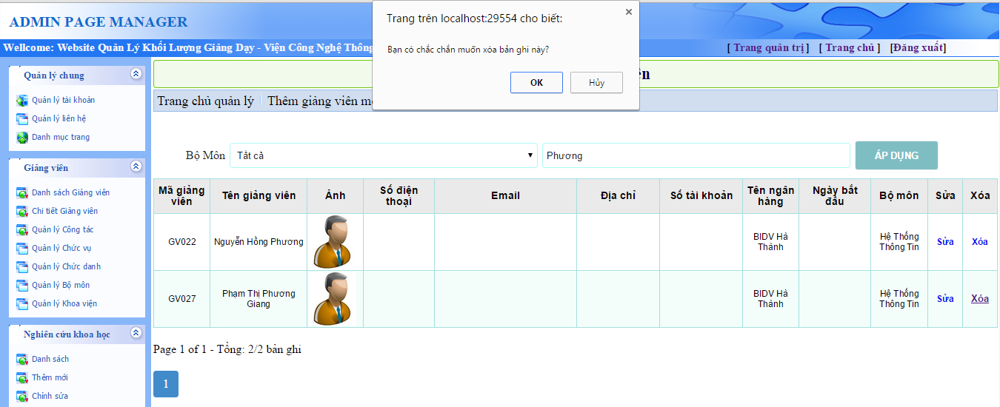 ADMIN PAGE MANAGER
Wellcome: Website Quản Lý Khối Lượng Giảng Dạy - Viện Công Nghệ Thông
[ Trang quản trị ] [ Trang chủ ] [Đăng xuất]
Trang trên localhost:29554 cho biết:
Bạn có chắc chắn muốn xóa bản ghi này?
OK
Hủy
Quản lý chung
Quản lý tài khoản
Quản lý liên hệ
Danh mục trang
Giảng viên
Danh sách Giảng viên
Chi tiết Giảng viên
Quản lý Công tác
Quản lý Chức vụ
Quản lý Chức danh
Quản lý Bộ môn
Quản lý Khoa viện
Nghiên cứu khoa học
Danh sách
Thêm mới
Chính sửa
Trang chủ quản lý Thêm giảng viên
Bộ Môn Tất cả Phương ÁP DỤNG
Mã giảng viên Tên giảng viên Ảnh Số điện thoại Email Địa chỉ Số tài khoản Tên ngân hàng Ngày bắt đầu Bộ môn Sửa Xóa
GV022 Nguyễn Hồng Phương BIDV Hà Thành Hệ Thống Thông Tin Sửa Xóa
GV027 Phạm Thị Phương Giang BIDV Hà Thành Hệ Thống Thông Tin Sửa Xóa
Page 1 of 1 - Tổng: 2/2 bản ghi
1